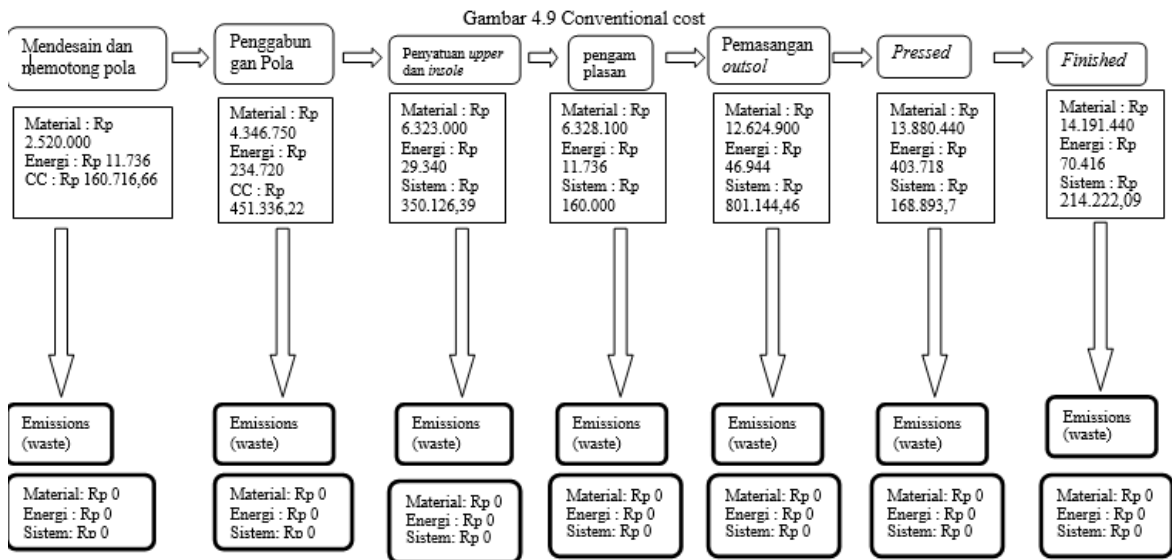 Gambar 4.9 Conventional cost
Mendesain dan
memotong pola
Penggabun
gan Pola
Penyatuan upper
dan insole
pengam
plasan
Pemasangan
outsol
Pressed
Finished
Material : Rp
2.520.000
Energi : Rp 11.736
CC : Rp 160.716,66
Material : Rp
4.346.750
Energi : Rp
234.720
CC : Rp
451.336,22
Material : Rp
6.323.000
Energi : Rp
29.340
Sistem : Rp
350.126,39
Material : Rp
6.328.100
Energi : Rp
11.736
Sistem : Rp
160.000
Material : Rp
12.624.900
Energi : Rp
46.944
Sistem : Rp
801.144,46
Material : Rp
13.880.440
Energi : Rp
403.718
Sistem : Rp
168.893,7
Material : Rp
14.191.440
Energi : Rp
70.416
Sistem : Rp
214.222,09
Emissions
(waste)
Emissions
(waste)
Emissions
(waste)
Emissions
(waste)
Emissions
(waste)
Emissions
(waste)
Emissions
(waste)
Material: Rp 0
Energi : Rp 0
Sistem: Rp 0
Material: Rp 0
Energi : Rp 0
Sistem: Rp 0
Material: Rp 0
Energi : Rp 0
Sistem: Rp 0
Material: Rp 0
Energi : Rp 0
Sistem: Rp 0
Material: Rp 0
Energi : Rp 0
Sistem: Rp 0
Material: Rp 0
Energi : Rp 0
Sistem: Rp 0
Material: Rp 0
Energi : Rp 0
Sistem: Rp 0